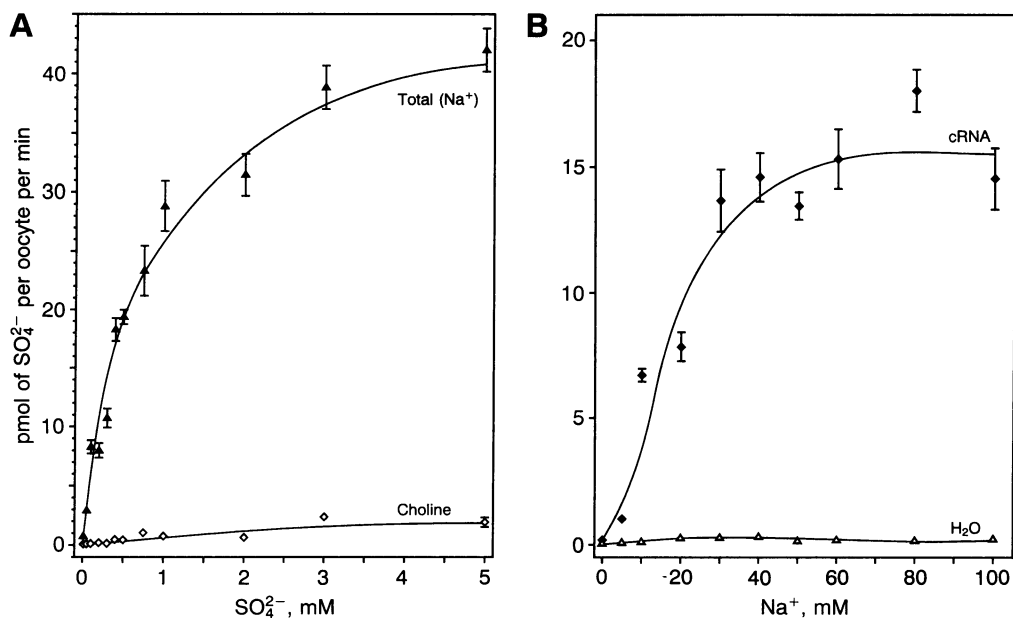 A
pmol of SO₄²⁻ per oocyte per min
40
30
20
10
0
Total (Na⁺)
Choline
0 1 2 3 4 5
SO₄²⁻, mM
B
20
15
10
5
0
cRNA
H₂O
0 -20 40 60 80 100
Na⁺, mM